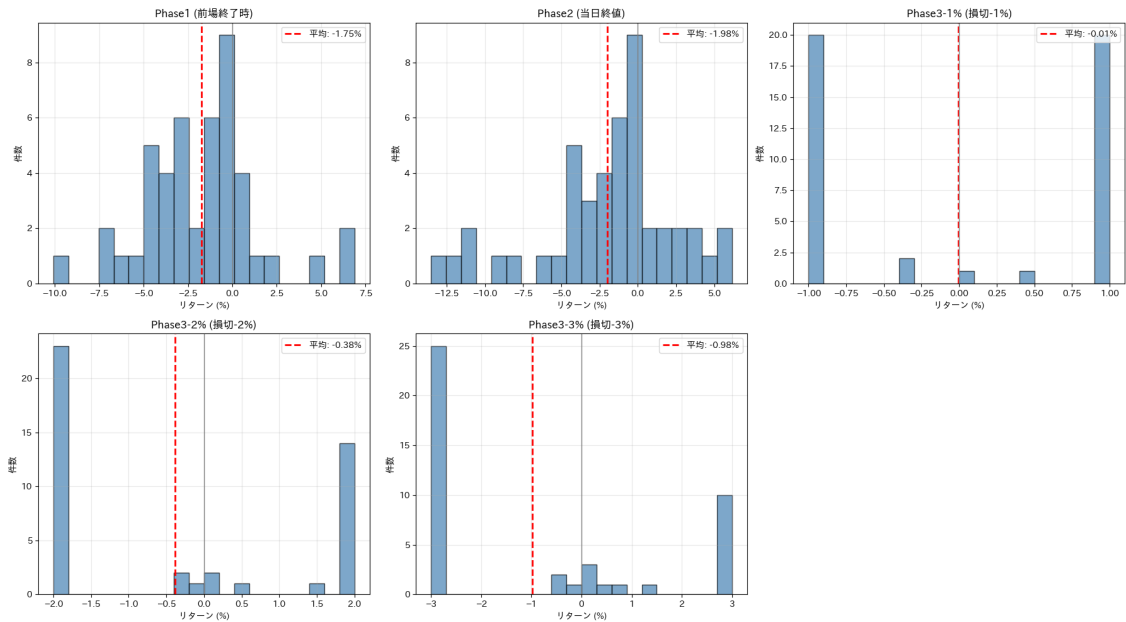 Phase1 (前場終了時)
平均: -1.75%
件数
8
6
4
2
0
−10.0 −7.5 −5.0 −2.5 0.0 2.5 5.0 7.5
リターン (%)
Phase2 (当日終値)
平均: -1.98%
件数
8
6
4
2
0
−12.5 −10.0 −7.5 −5.0 −2.5 0.0 2.5 5.0
リターン (%)
Phase3-1% (損切-1%)
平均: -0.01%
件数
20.0
17.5
15.0
12.5
10.0
7.5
5.0
2.5
0.0
−1.00 −0.75 −0.50 −0.25 0.00 0.25 0.50 0.75 1.00
リターン (%)
Phase3-2% (損切-2%)
平均: -0.38%
件数
20
15
10
5
0
−2.0 −1.5 −1.0 −0.5 0.0 0.5 1.0 1.5 2.0
リターン (%)
Phase3-3% (損切-3%)
平均: -0.98%
件数
25
20
15
10
5
0
−3 −2 −1 0 1 2 3
リターン (%)